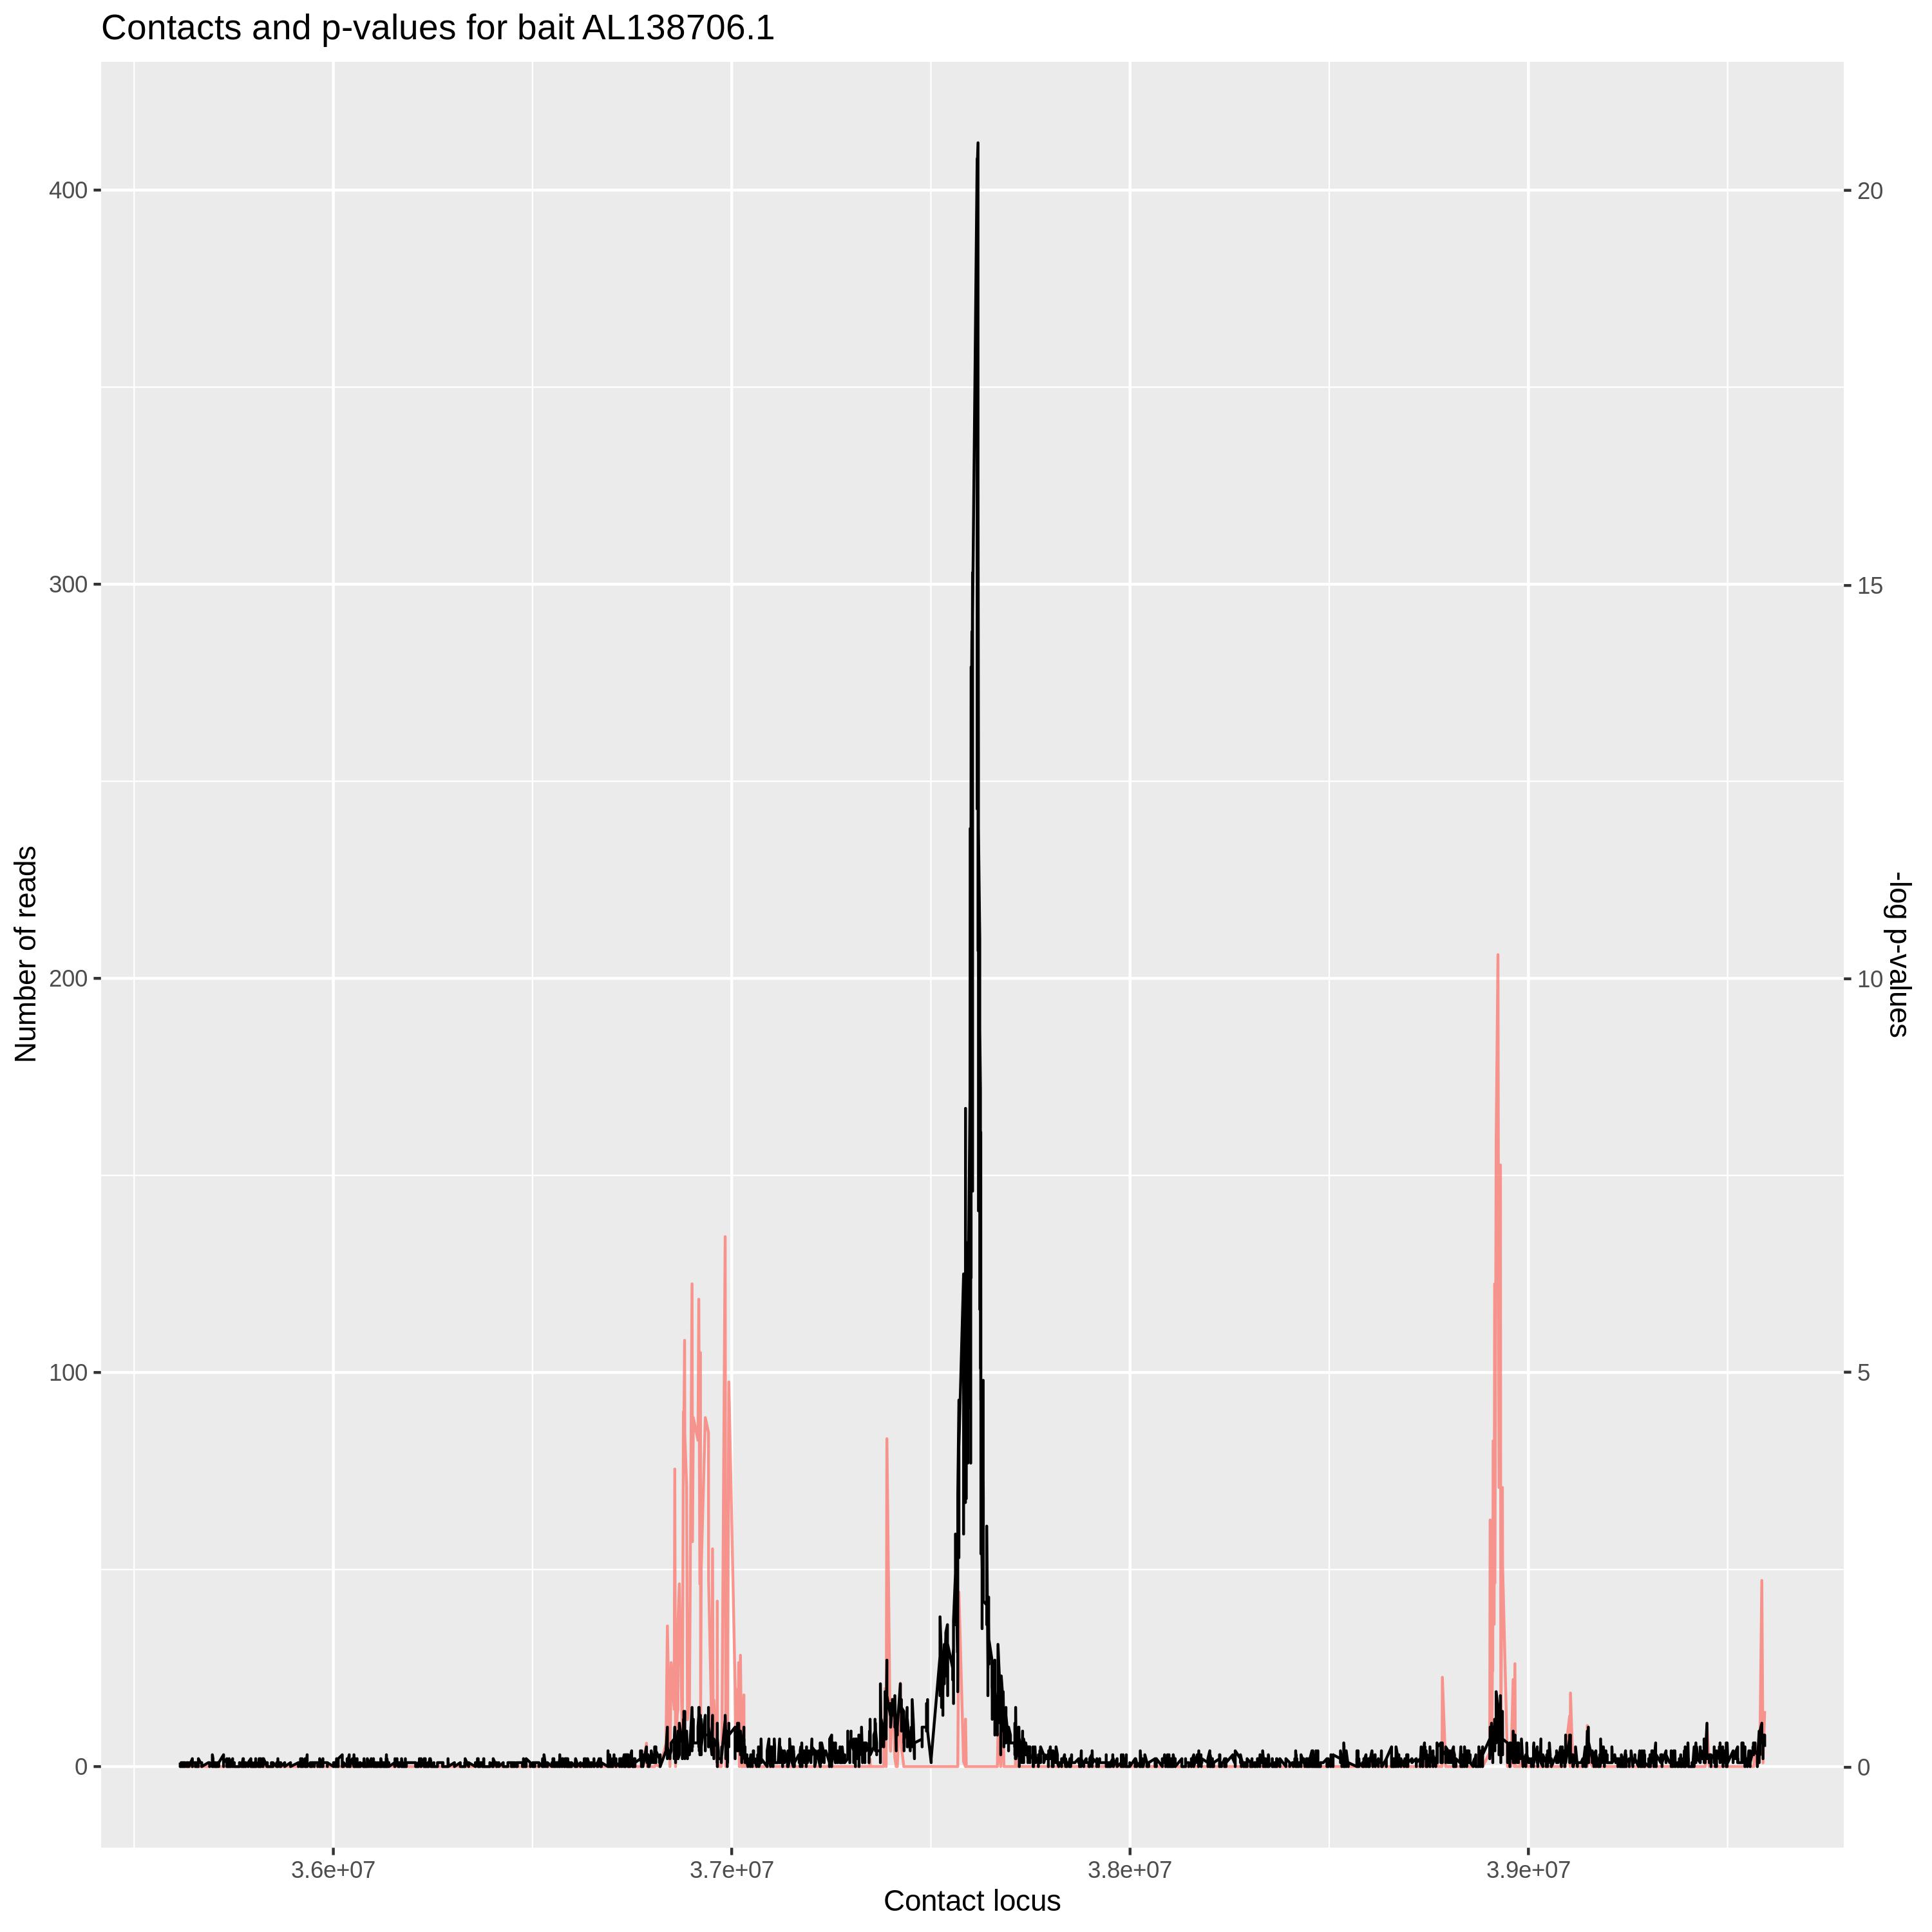 Contacts and p-values for bait AL138706.1
400
300
200
100
0
Number of reads
20
15
10
5
0
-log p-values
3.6e+07
3.7e+07
3.8e+07
3.9e+07
Contact locus